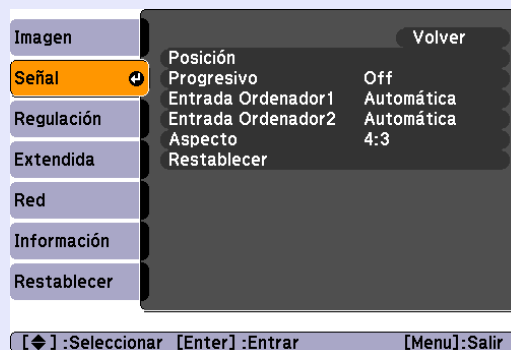 Imagen
Señal
Regulación
Extendida
Red
Información
Restablecer
Volver
Posición
Progresivo Off
Entrada Ordenador1 Automática
Entrada Ordenador2 Automática
Aspecto 4:3
Restablecer
[◆] :Seleccionar [Enter] :Entrar [Menu]:Salir